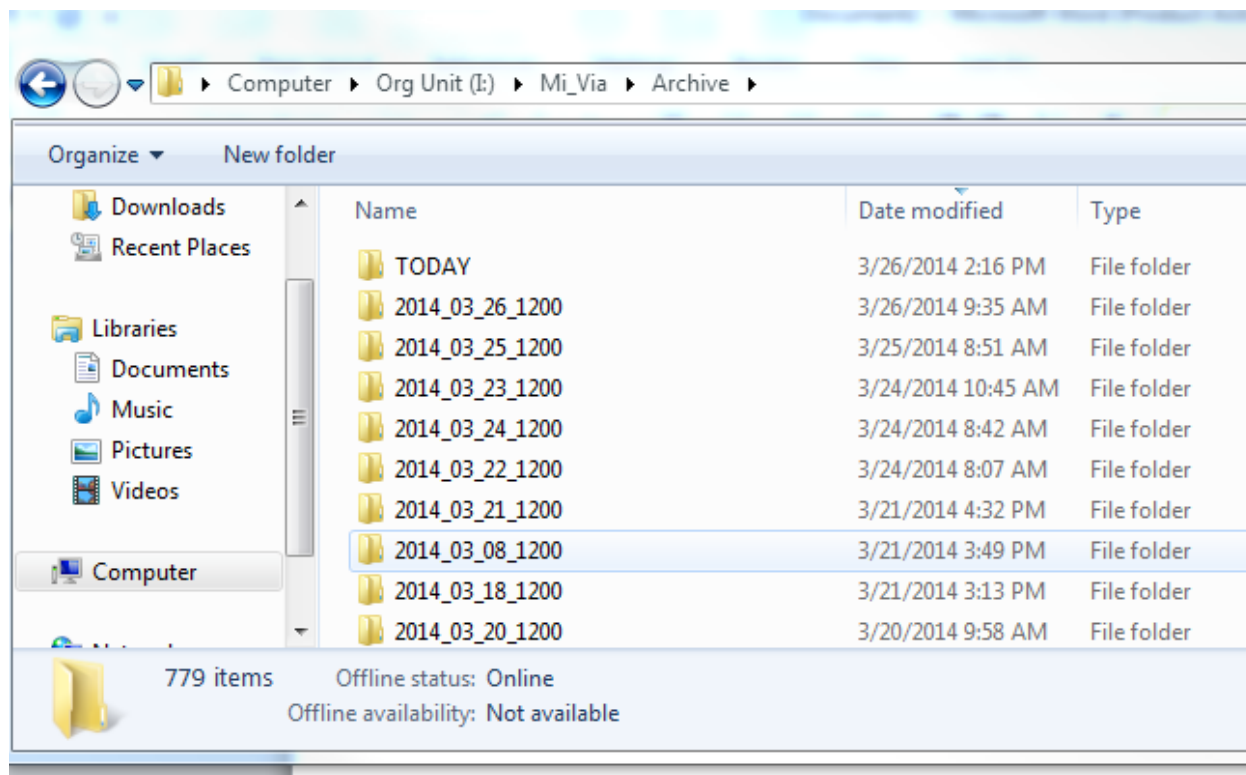 Computer Org Unit (I:) Mi_Via Archive
Organize New folder
Downloads
Recent Places
Libraries
Documents
Music
Pictures
Videos
Computer
Name Date modified Type
TODAY 3/26/2014 2:16 PM File folder
2014_03_26_1200 3/26/2014 9:35 AM File folder
2014_03_25_1200 3/25/2014 8:51 AM File folder
2014_03_23_1200 3/24/2014 10:45 AM File folder
2014_03_24_1200 3/24/2014 8:42 AM File folder
2014_03_22_1200 3/24/2014 8:07 AM File folder
2014_03_21_1200 3/21/2014 4:32 PM File folder
2014_03_08_1200 3/21/2014 3:49 PM File folder
2014_03_18_1200 3/21/2014 3:13 PM File folder
2014_03_20_1200 3/20/2014 9:58 AM File folder
779 items Offline status: Online
Offline availability: Not available